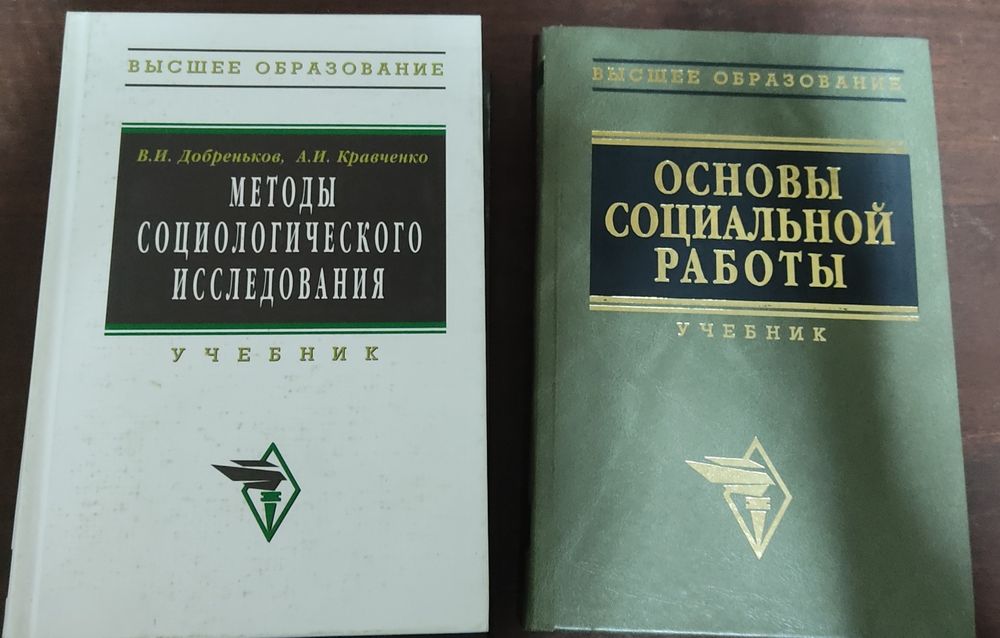 ВЫСШЕЕ ОБРАЗОВАНИЕ
В.И. Добреньков, А.И. Кравченко
МЕТОДЫ
СОЦИОЛОГИЧЕСКОГО
ИССЛЕДОВАНИЯ
УЧЕБНИК
ВЫСШЕЕ ОБРАЗОВАНИЕ
ОСНОВЫ
СОЦИАЛЬНОЙ
РАБОТЫ
УЧЕБНИК